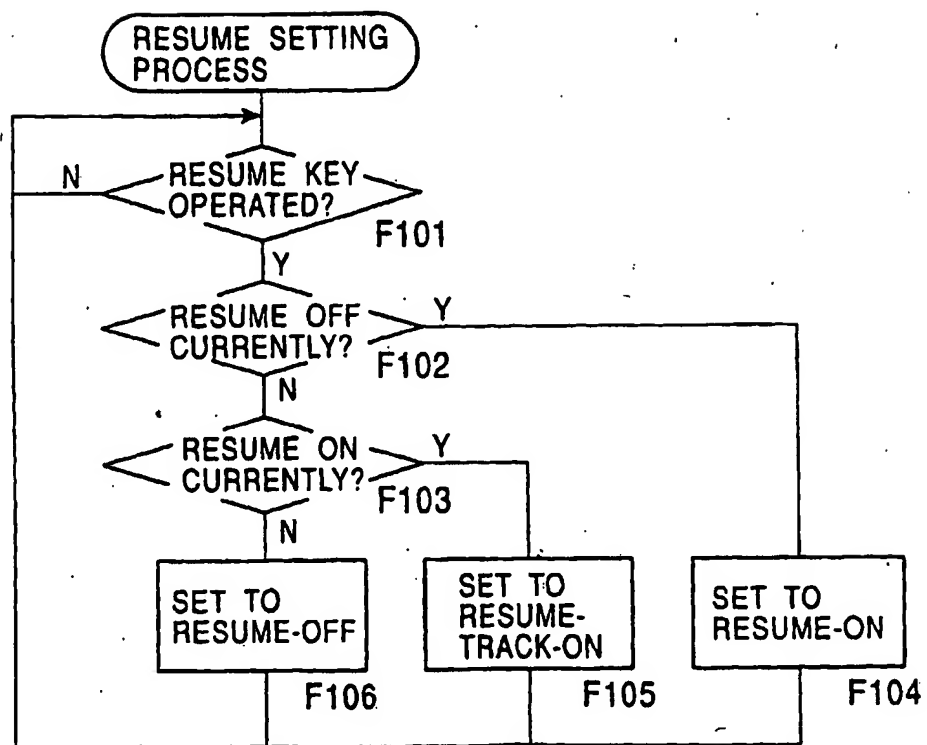 RESUME SETTING
PROCESS
N
RESUME KEY
OPERATED?
F101
Y
RESUME OFF
CURRENTLY?
Y
F102
N
RESUME ON
CURRENTLY?
Y
F103
N
SET TO
RESUME-OFF
F106
SET TO
RESUME-
TRACK-ON
F105
SET TO
RESUME-ON
F104